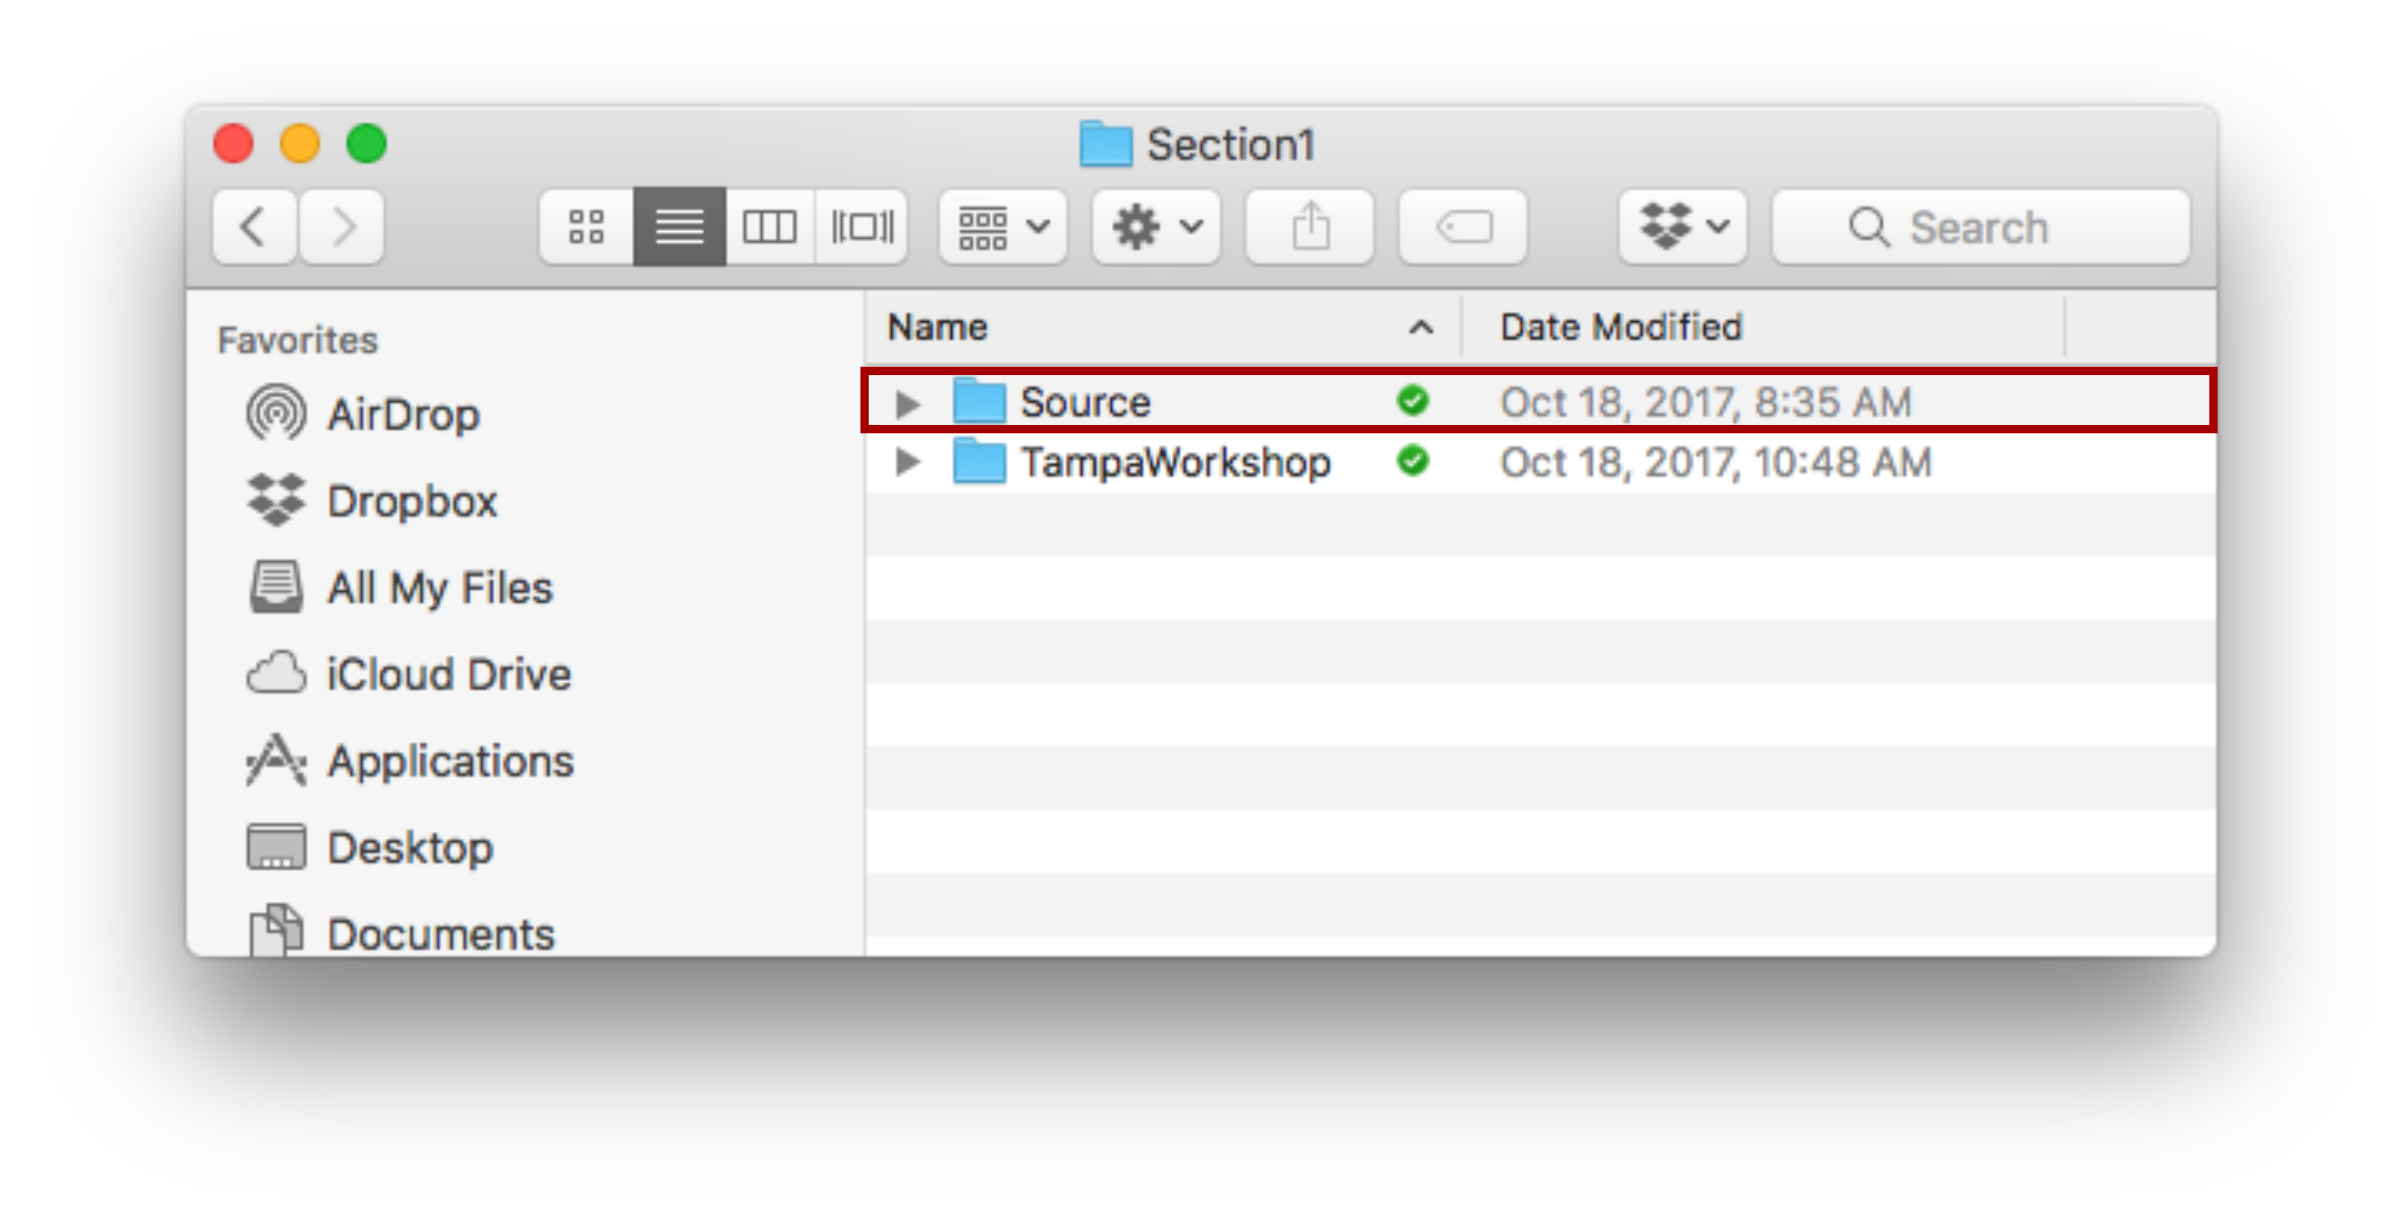 Section1
Search
Favorites
AirDrop
Dropbox
All My Files
iCloud Drive
Applications
Desktop
Documents
Name Date Modified
Source Oct 18, 2017, 8:35 AM
TampaWorkshop Oct 18, 2017, 10:48 AM